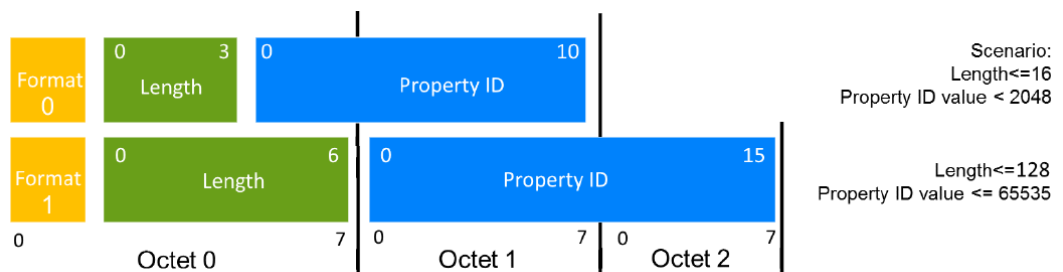 Format
0
0 3
Length
0 10
Property ID
Scenario:
Length<=16
Property ID value < 2048
Format
1
0 6
Length
0 15
Property ID
Length<=128
Property ID value <= 65535
0 7
Octet 0
0 7
Octet 1
0 7
Octet 2